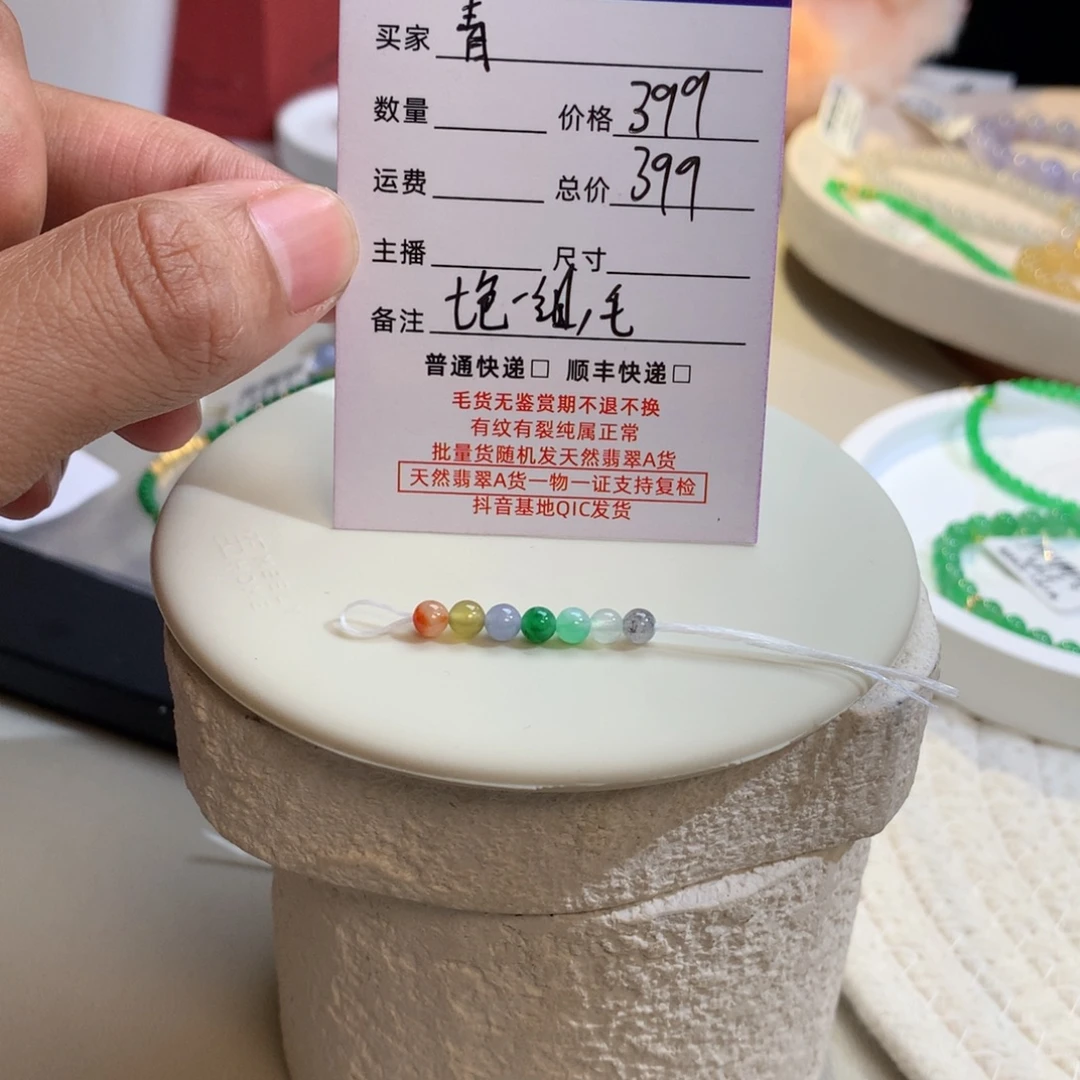 买家 青
数量 价格 399
运费 总价 399
主播 尺寸
备注 七色一组,毛
普通快递□ 顺丰快递□
毛货无鉴赏期不退不换
有纹有裂纯属正常
批量货随机发天然翡翠A货
天然翡翠A货一物一证支持复检
抖音基地QIC发货